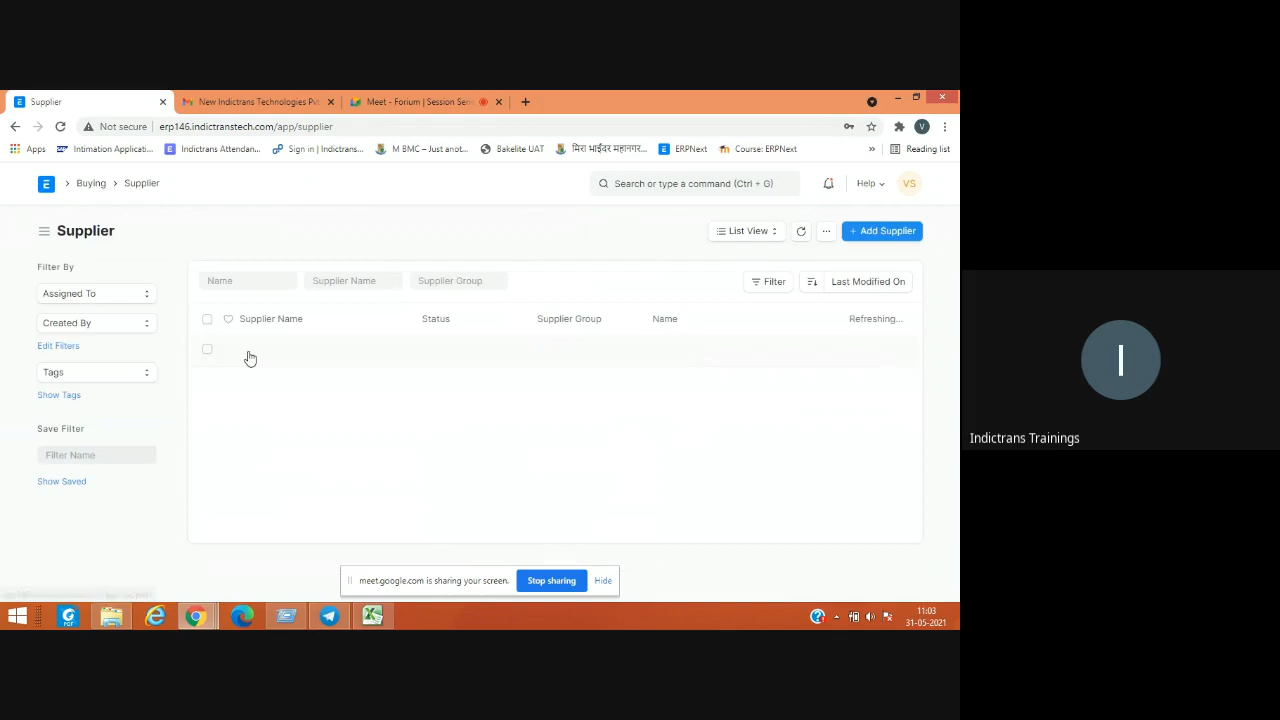 Supplier
New Indictrans Technologies Pvt
Meet - Forium | Session Sens
Not secure
erp146.indictranstech.com/app/supplier
Apps
Intimation Applicati...
Indictrans Attendan...
Sign in | Indictrans...
M BMC – Just anot...
Bakelite UAT
मिरा भाईंदर महानगर...
ERPNext
Course: ERPNext
»
Reading list
Buying
Supplier
Search or type a command (Ctrl + G)
Help
VS
Supplier
List View
...
+ Add Supplier
Filter By
Assigned To
Created By
Edit Filters
Tags
Show Tags
Save Filter
Filter Name
Show Saved
Name
Supplier Name
Supplier Group
Filter
Last Modified On
Supplier Name
Status
Supplier Group
Name
Refreshing...
meet.google.com is sharing your screen.
Stop sharing
Hide
11:03
31-05-2021
I
Indictrans Trainings